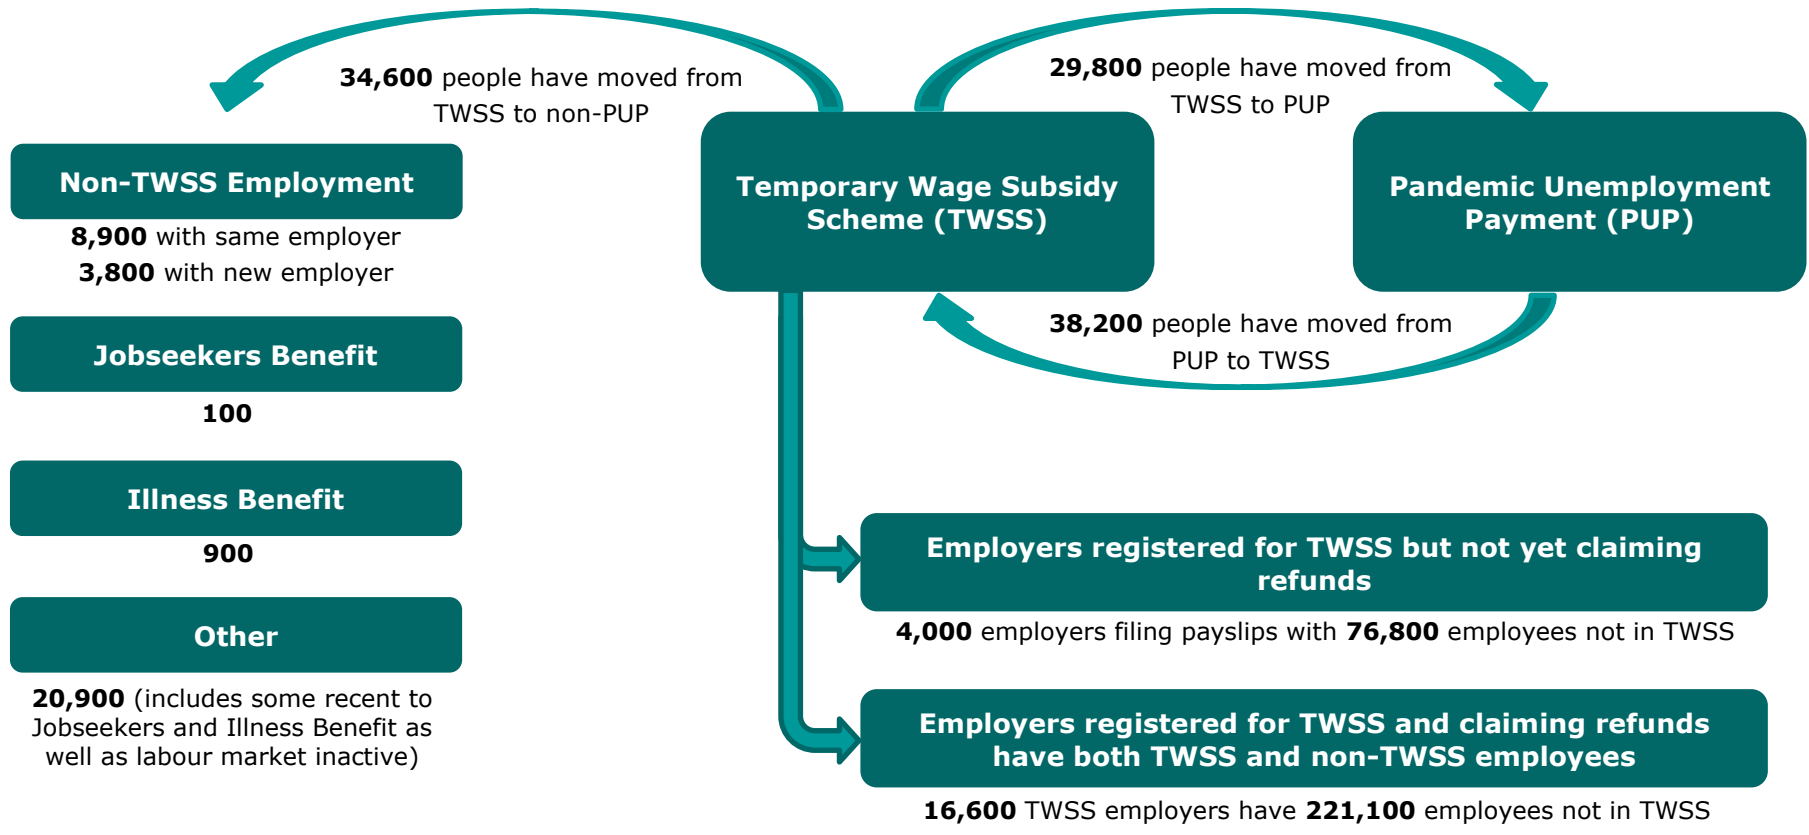 34,600 people have moved from
TWSS to non-PUP
29,800 people have moved from
TWSS to PUP
Non-TWSS Employment
8,900 with same employer
3,800 with new employer
Jobseekers Benefit
100
Illness Benefit
900
Other
20,900 (includes some recent to
Jobseekers and Illness Benefit as
well as labour market inactive)
Temporary Wage Subsidy
Scheme (TWSS)
Pandemic Unemployment
Payment (PUP)
38,200 people have moved from
PUP to TWSS
Employers registered for TWSS but not yet claiming
refunds
4,000 employers filing payslips with 76,800 employees not in TWSS
Employers registered for TWSS and claiming refunds
have both TWSS and non-TWSS employees
16,600 TWSS employers have 221,100 employees not in TWSS